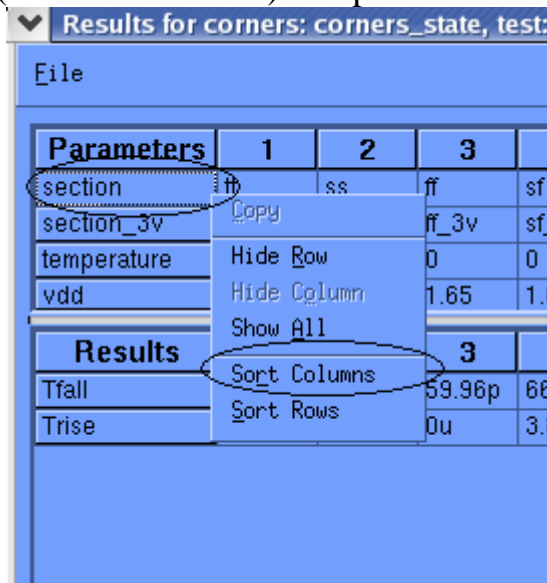 Results for corners: corners_state, test:
File
Parameters 1 2 3
section ss ff sf
section_3v ff_3v
temperature 0 0
vdd 1.65
Copy
Hide Row
Hide Column
Show All
Sort Columns
Sort Rows
Results 3
Tfall 59.96p
Trise 0u